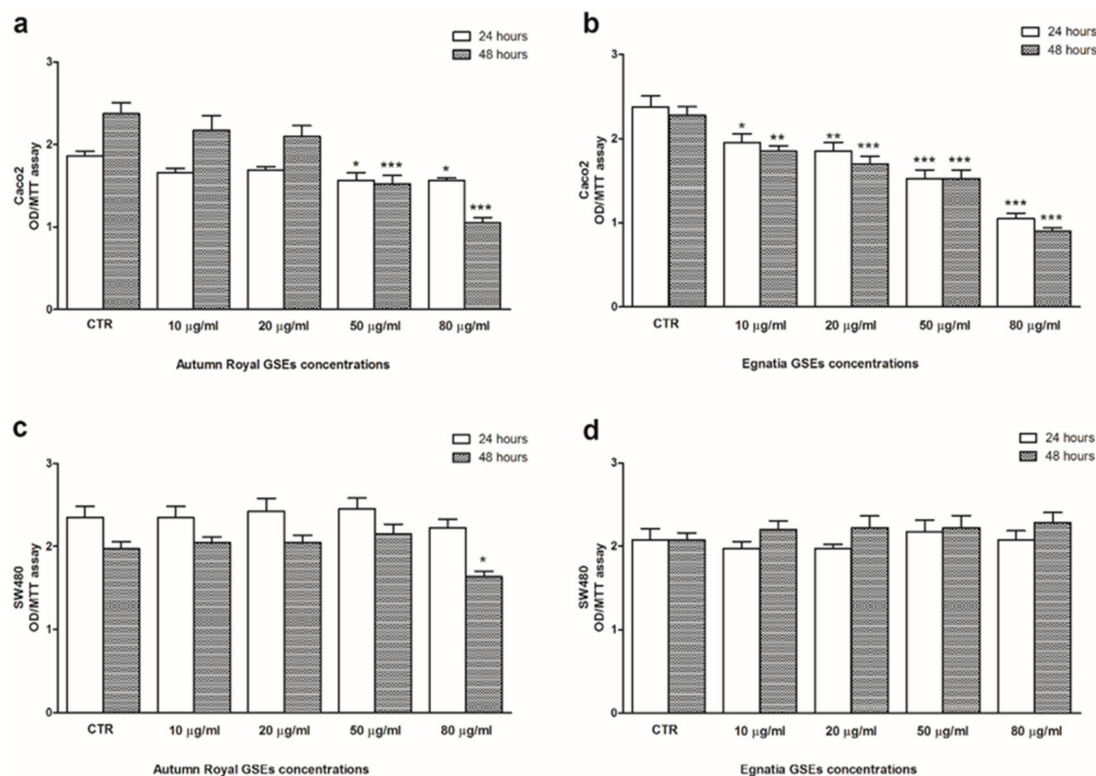 a
24 hours
48 hours
3
2
1
0
Caco2
OD/MTT assay
* *** * ***
CTR 10 μg/ml 20 μg/ml 50 μg/ml 80 μg/ml
Autumn Royal GSEs concentrations
b
24 hours
48 hours
3
2
1
0
Caco2
OD/MTT assay
* ** ** *** *** *** *** ***
CTR 10 μg/ml 20 μg/ml 50 μg/ml 80 μg/ml
Egnatia GSEs concentrations
c
24 hours
48 hours
3
2
1
0
SW480
OD/MTT assay
*
CTR 10 μg/ml 20 μg/ml 50 μg/ml 80 μg/ml
Autumn Royal GSEs concentrations
d
24 hours
48 hours
3
2
1
0
SW480
OD/MTT assay
CTR 10 μg/ml 20 μg/ml 50 μg/ml 80 μg/ml
Egnatia GSEs concentrations